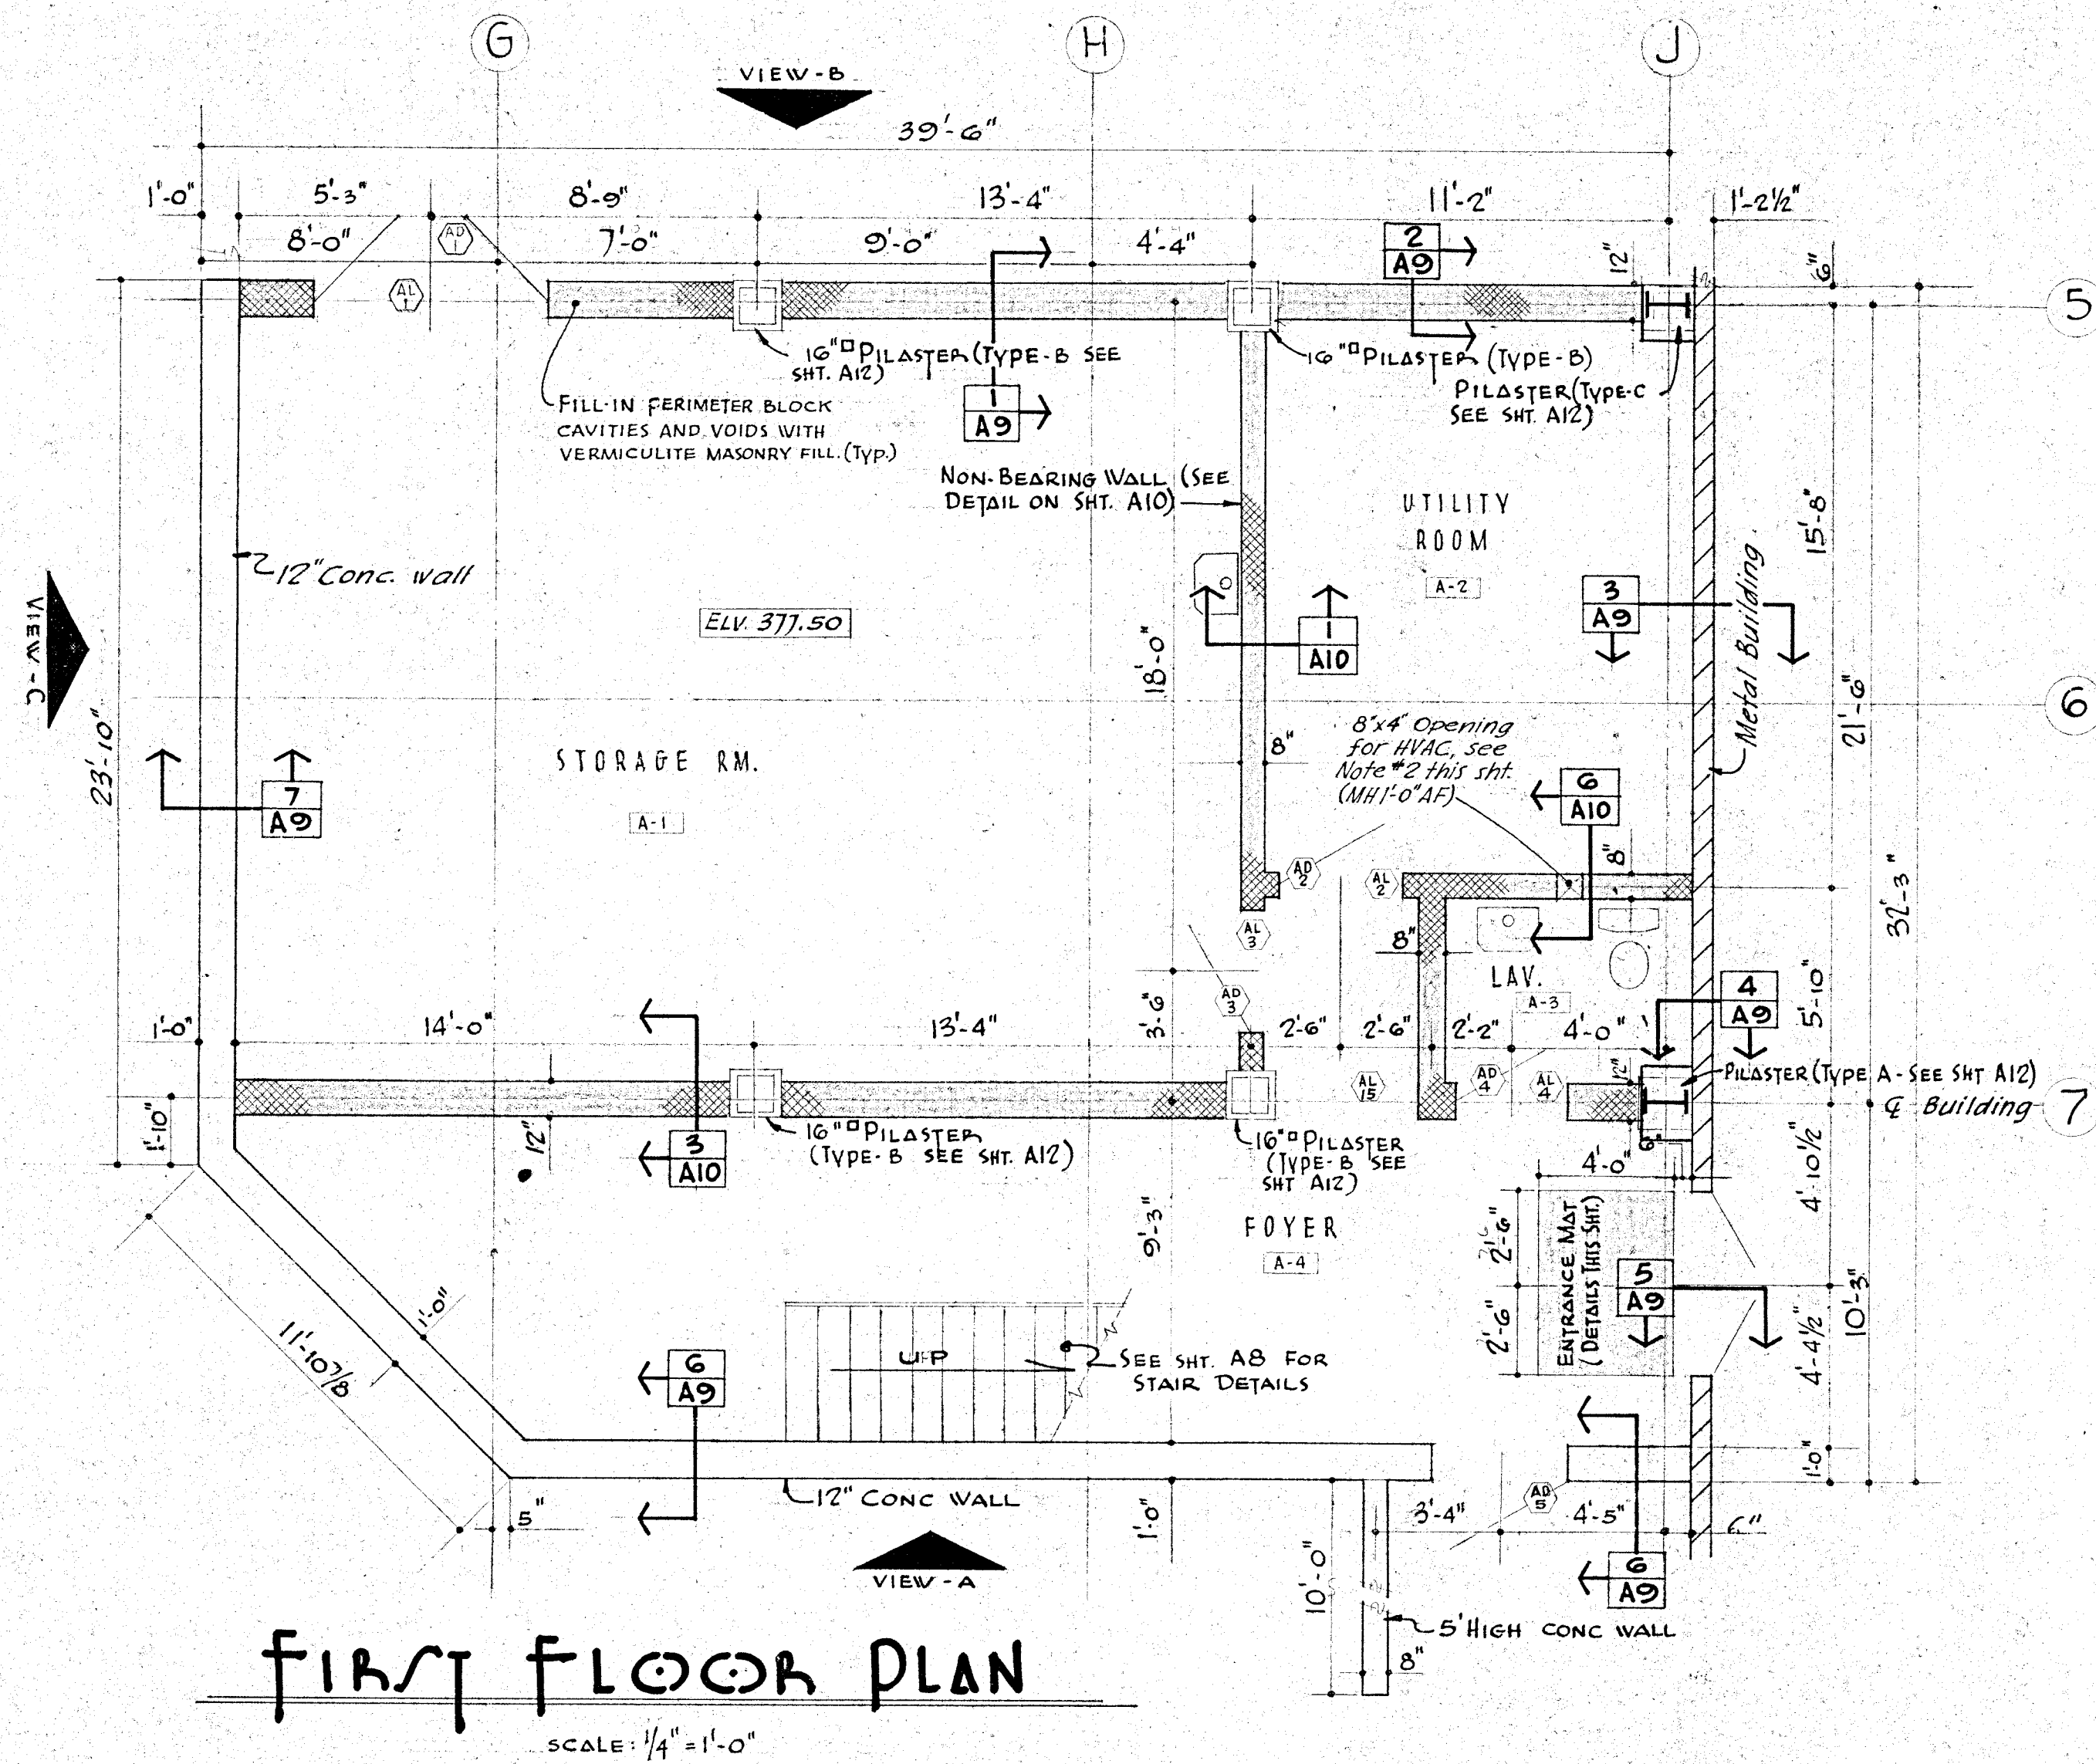 G
H
J
VIEW-B
39'-6"
1'-0"
5'-3"
8'-9"
13'-4"
11'-2"
1'-2½"
8'-0"
AD
1
7'-0"
9'-0"
4'-4"
2
A9
12"
6"
AL
1
5
16"□ PILASTER (TYPE-B SEE
SHT. A12)
16"□ PILASTER (TYPE-B)
PILASTER (TYPE-C
SEE SHT. A12)
FILL-IN PERIMETER BLOCK
CAVITIES AND VOIDS WITH
VERMICULITE MASONRY FILL. (TYP.)
1
A9
NON-BEARING WALL (SEE
DETAIL ON SHT. A10)
UTILITY
ROOM
A-2
15'-8"
12" Conc. wall
VIEW-C
ELV. 377.50
18'-0"
1
A10
3
A9
Metal Building
21'-6"
6
23'-10"
STORAGE RM.
A-1
7
A9
8"
8"x4" Opening
for HVAC, see
Note #2 this sht.
(MH 1'-0" AF)
6
A10
8"
32'-3"
AD
2
AL
2
AL
3
8"
LAV.
A-3
AD
3
4
A9
5'-10"
1'-0"
14'-0"
13'-4"
3'-6"
2'-6"
2'-6"
2'-2"
4'-0"
12"
AL
15
AD
4
AL
4
PILASTER (TYPE A - SEE SHT A12)
℄ Building
7
1'-10"
12"
3
A10
16"□ PILASTER
(TYPE-B SEE SHT. A12)
16"□ PILASTER
(TYPE-B SEE
SHT A12)
6"
4'-0"
4'-10½"
9'-3"
FOYER
A-4
2'-6"
2'-6"
ENTRANCE MAT
(DETAILS THIS SHT.)
5
A9
10'-3"
4'-4½"
1'-0"
11'-10⅞
6
A9
UP
SEE SHT. A8 FOR
STAIR DETAILS
1'-0"
5"
12" CONC WALL
1'-0"
3'-4"
AD
5
4'-5"
6"
VIEW-A
10'-0"
6
A9
5' HIGH CONC WALL
8"
FIRST FLOOR PLAN
SCALE: 1/4" = 1'-0"